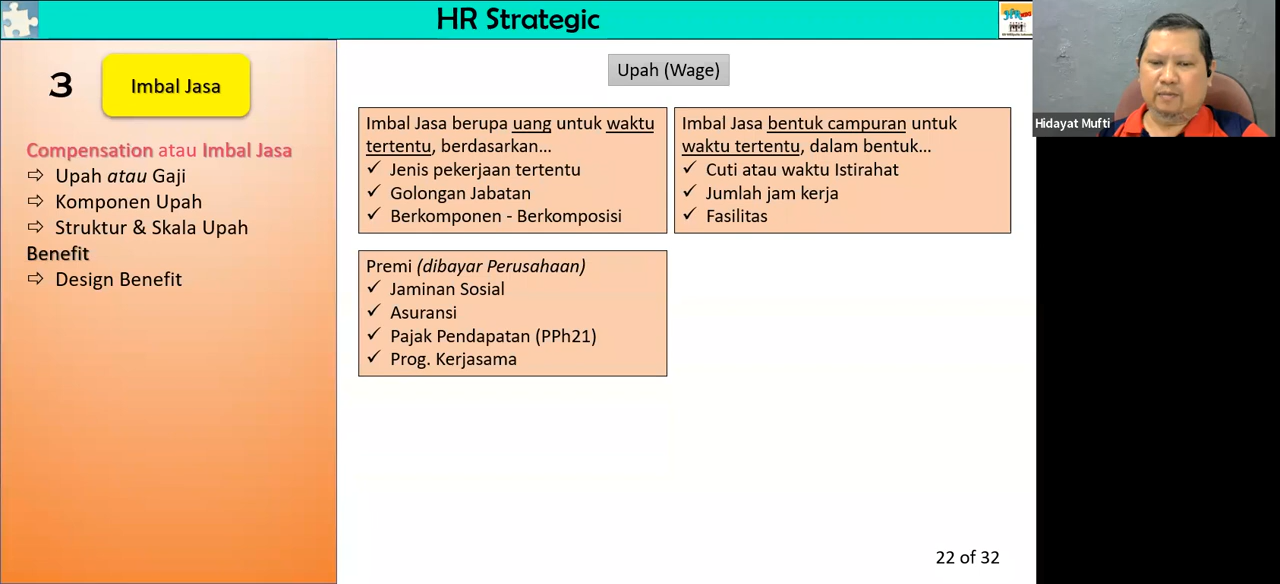 HR Strategic
3
Imbal Jasa
Compensation atau Imbal Jasa
⇨ Upah atau Gaji
⇨ Komponen Upah
⇨ Struktur & Skala Upah
Benefit
⇨ Design Benefit
Upah (Wage)
Imbal Jasa berupa uang untuk waktu
tertentu, berdasarkan...
✓ Jenis pekerjaan tertentu
✓ Golongan Jabatan
✓ Berkomponen - Berkomposisi
Imbal Jasa bentuk campuran untuk
waktu tertentu, dalam bentuk...
✓ Cuti atau waktu Istirahat
✓ Jumlah jam kerja
✓ Fasilitas
Premi (dibayar Perusahaan)
✓ Jaminan Sosial
✓ Asuransi
✓ Pajak Pendapatan (PPh21)
✓ Prog. Kerjasama
22 of 32
Hidayat Mufti